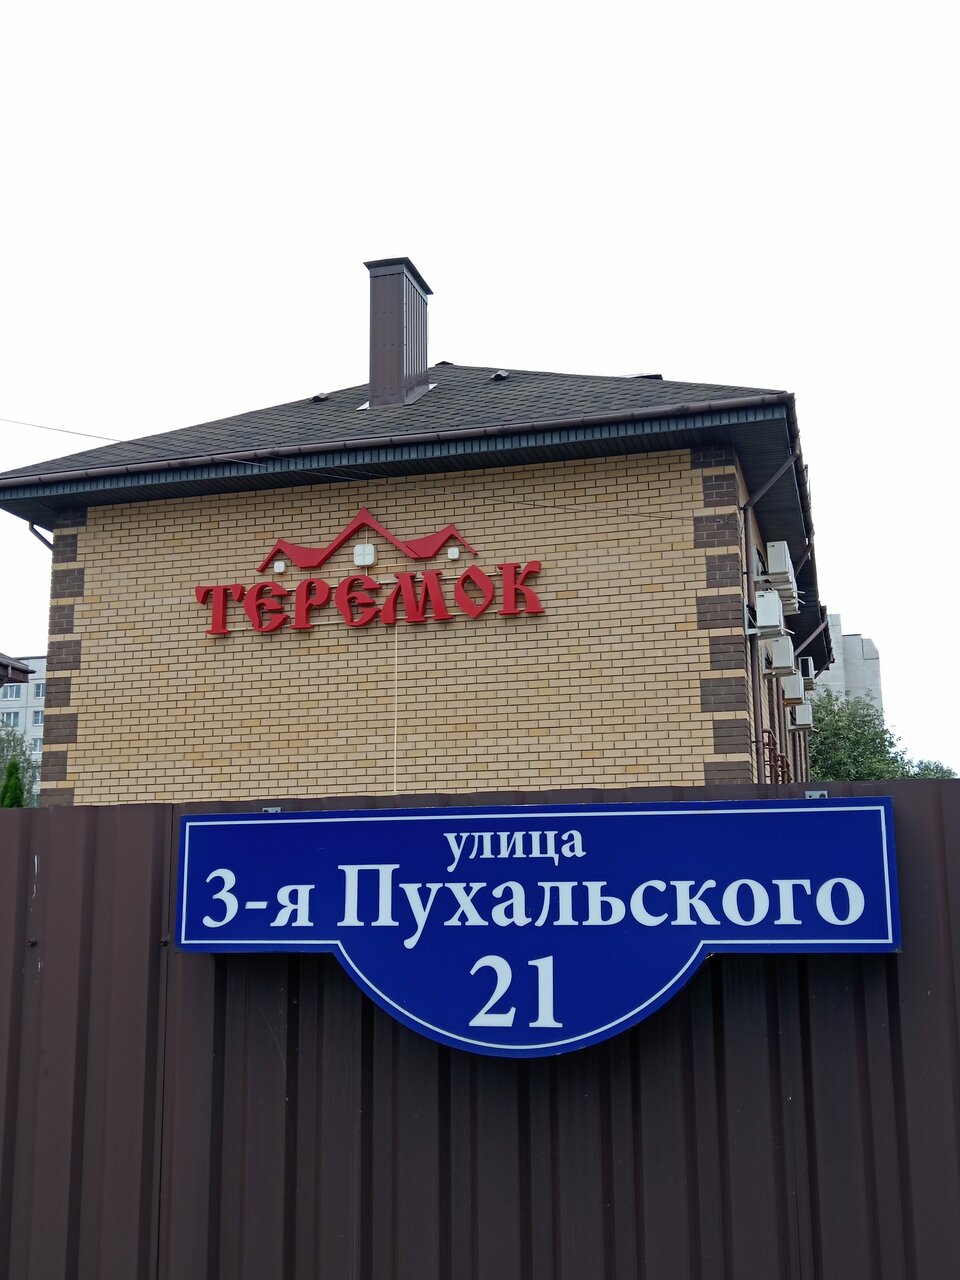 ТЕРЕМОК
улица
3-я Пухальского
21